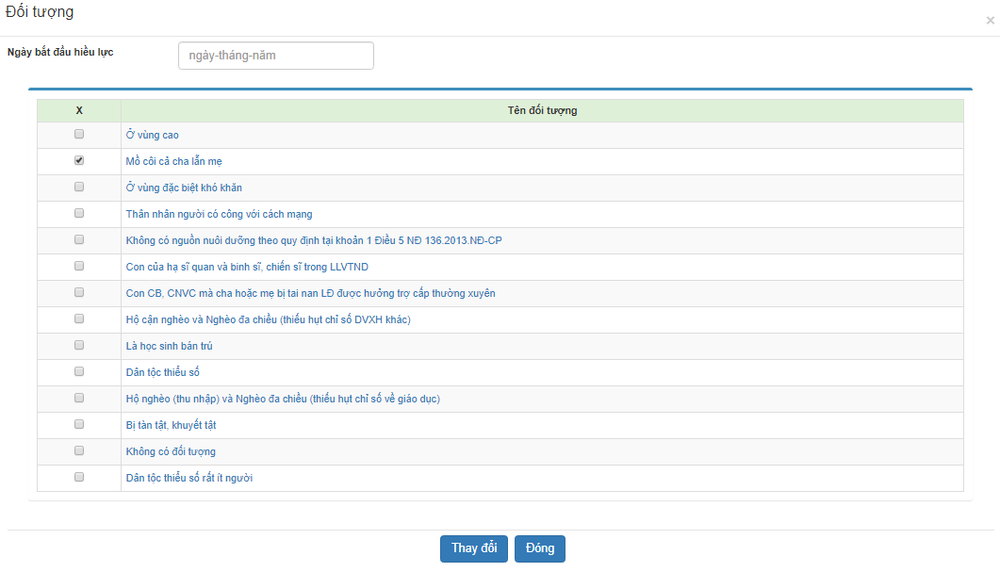 Đối tượng
×
Ngày bắt đầu hiệu lực
ngày-tháng-năm
X Tên đối tượng
Ở vùng cao
Mồ côi cả cha lẫn mẹ
Ở vùng đặc biệt khó khăn
Thân nhân người có công với cách mạng
Không có nguồn nuôi dưỡng theo quy định tại khoản 1 Điều 5 NĐ 136.2013.NĐ-CP
Con của hạ sĩ quan và binh sĩ, chiến sĩ trong LLVTND
Con CB, CNVC mà cha hoặc mẹ bị tai nan LĐ được hưởng trợ cấp thường xuyên
Hộ cận nghèo và Nghèo đa chiều (thiếu hụt chỉ số DVXH khác)
Là học sinh bán trú
Dân tộc thiểu số
Hộ nghèo (thu nhập) và Nghèo đa chiều (thiếu hụt chỉ số về giáo dục)
Bị tàn tật, khuyết tật
Không có đối tượng
Dân tộc thiểu số rất ít người
Thay đổi Đóng